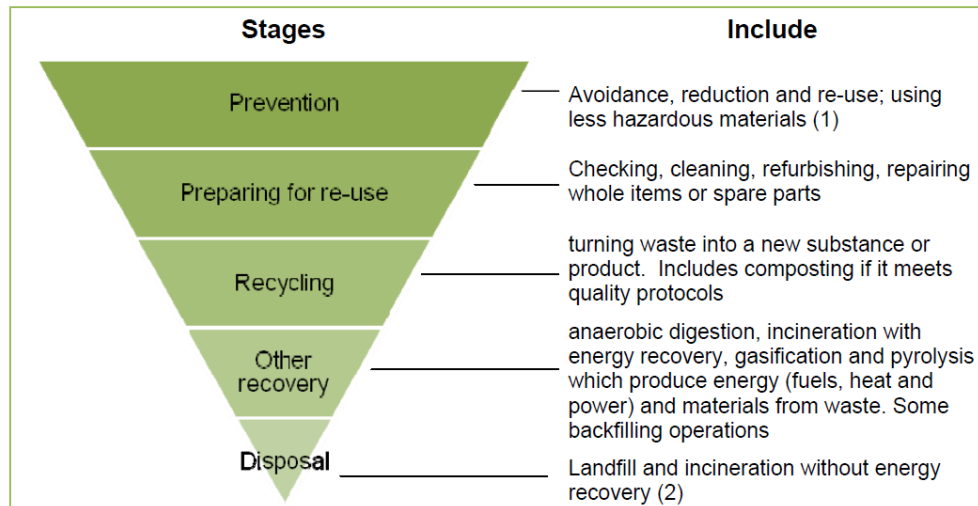 Stages
Include
Prevention
Avoidance, reduction and re-use; using
less hazardous materials (1)
Preparing for re-use
Checking, cleaning, refurbishing, repairing
whole items or spare parts
Recycling
turning waste into a new substance or
product.  Includes composting if it meets
quality protocols
Other
recovery
anaerobic digestion, incineration with
energy recovery, gasification and pyrolysis
which produce energy (fuels, heat and
power) and materials from waste. Some
backfilling operations
Disposal
Landfill and incineration without energy
recovery (2)